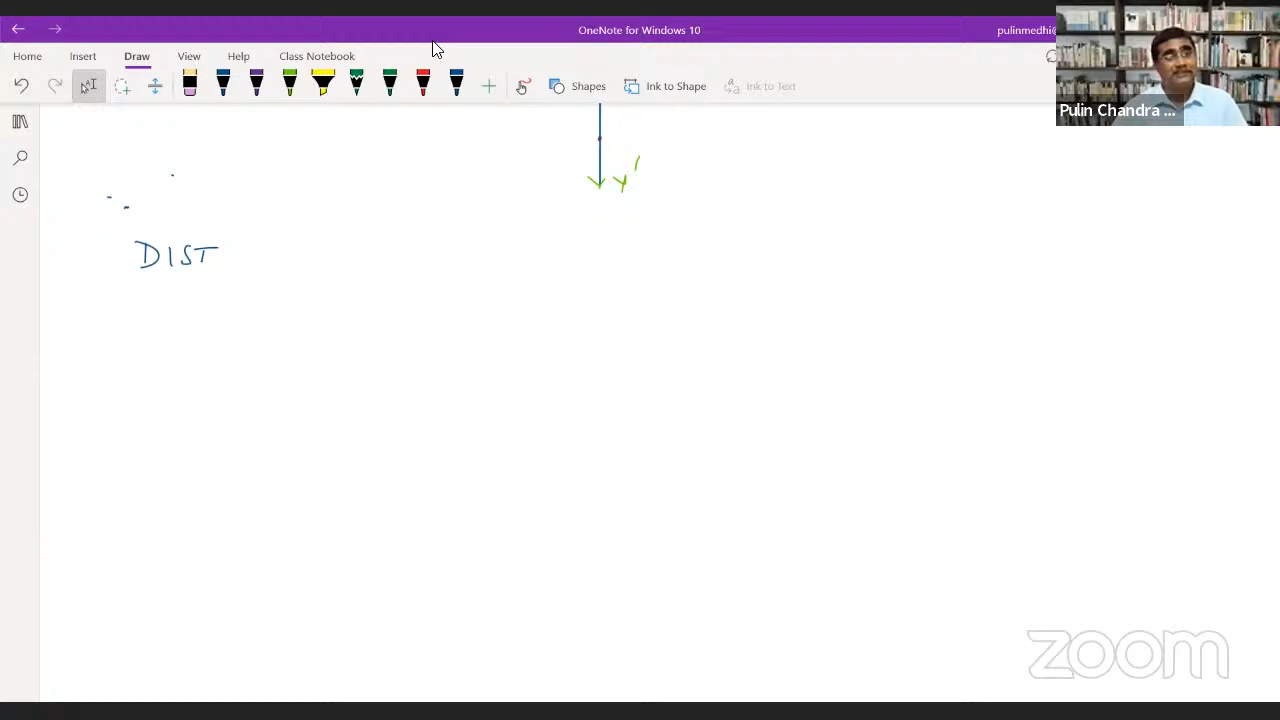 OneNote for Windows 10
pulinmedhi@
Home Insert Draw View Help Class Notebook
Shapes Ink to Shape Ink to Text
Pulin Chandra ...
Y'
DIST
zoom